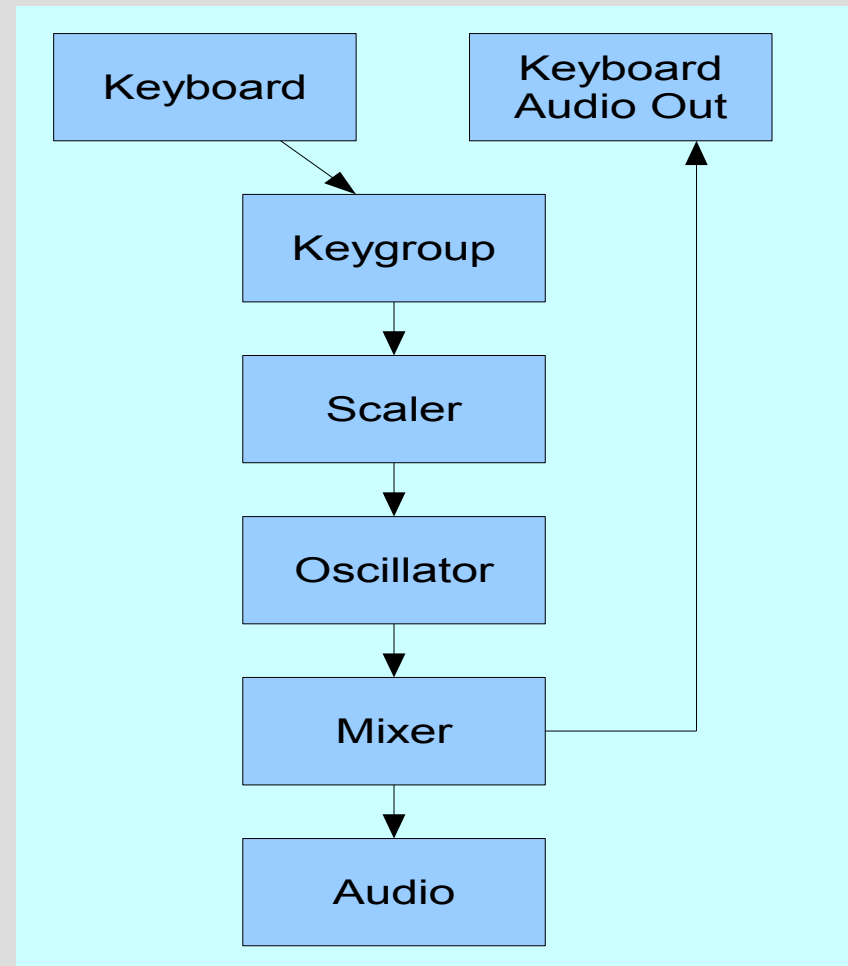 Keyboard
Keyboard
Audio Out
Keygroup
Scaler
Oscillator
Mixer
Audio